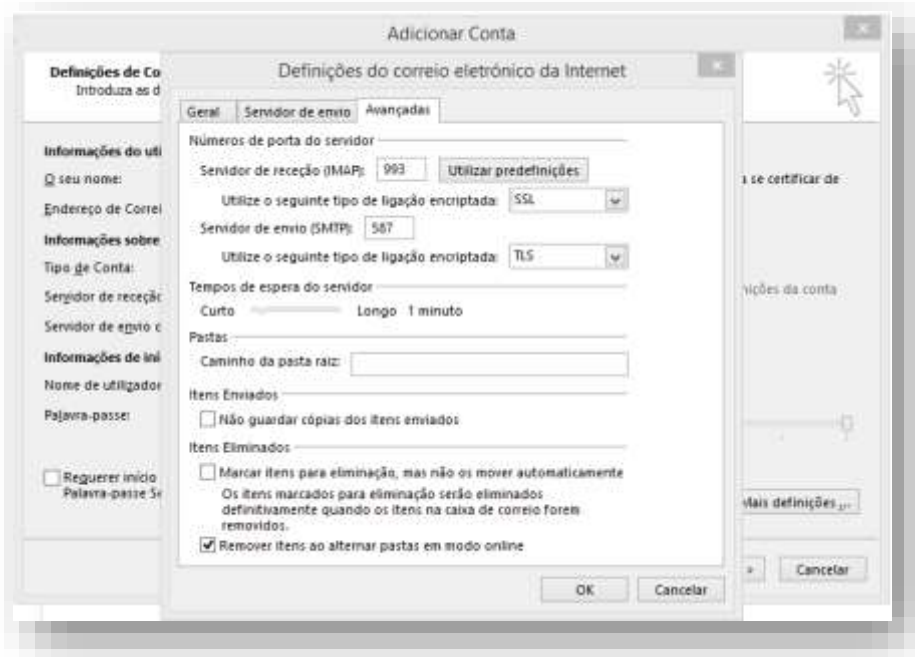 Adicionar Conta
Definições de Co
Introduza as d
Definições do correio eletrónico da Internet
Geral
Servidor de envio
Avançadas
Números de porta do servidor
Servidor de receção (IMAP): 993 Utilizar predefinições
Utilize o seguinte tipo de ligação encriptada: SSL
Servidor de envio (SMTP): 587
Utilize o seguinte tipo de ligação encriptada: TLS
Tempos de espera do servidor
Curto Longo 1 minuto
Pastas
Caminho da pasta raiz:
Itens Enviados
Não guardar cópias dos itens enviados
Itens Eliminados
Marcar itens para eliminação, mas não os mover automaticamente
Os itens marcados para eliminação serão eliminados
definitivamente quando os itens na caixa de correio forem
removidos.
Remover itens ao alternar pastas em modo online
OK Cancelar
Informações do uti
O seu nome:
Endereço de Correi
Informações sobre
Tipo de Conta:
Servidor de receção
Servidor de envio c
Informações de iní
Nome de utilizador
Palavra-passe:
Requerer início
Palavra-passe Se
a se certificar de
nições da conta
Mais definições ...
» Cancelar